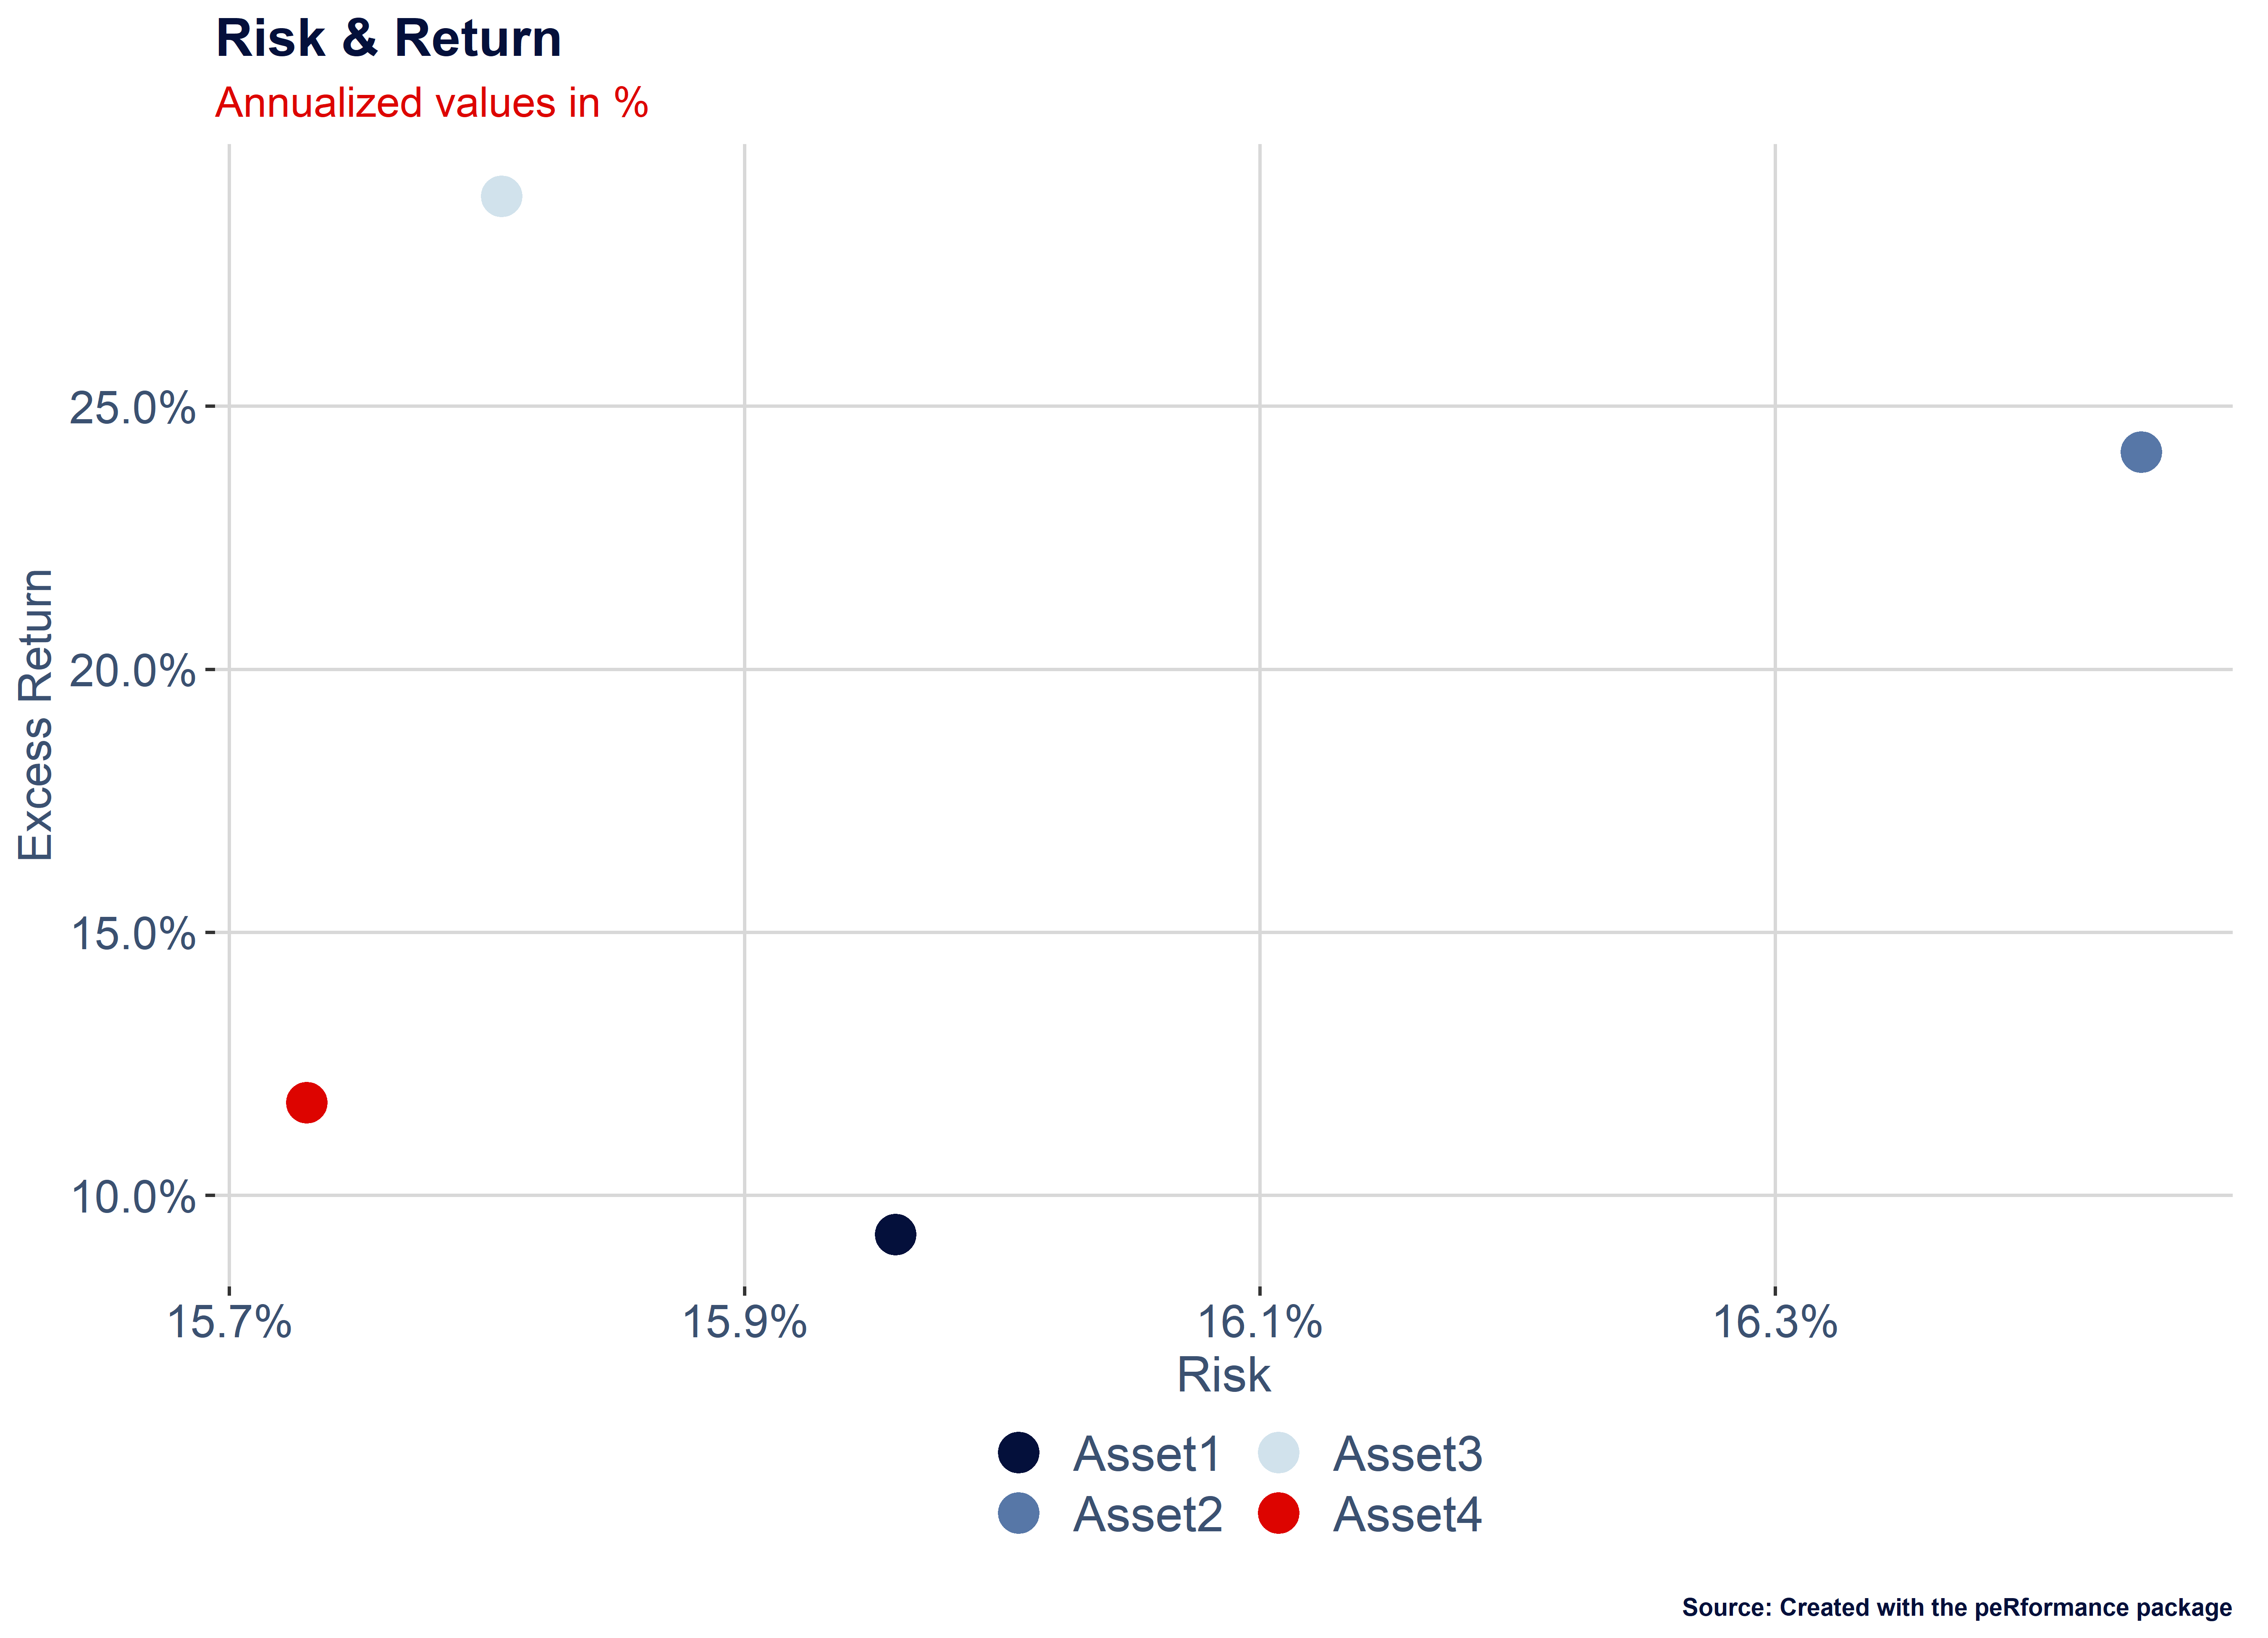 Risk & Return
Annualized values in %
Excess Return
25.0%
20.0%
15.0%
10.0%
15.7%
15.9%
16.1%
16.3%
Risk
Asset1
Asset3
Asset2
Asset4
Source: Created with the peRformance package